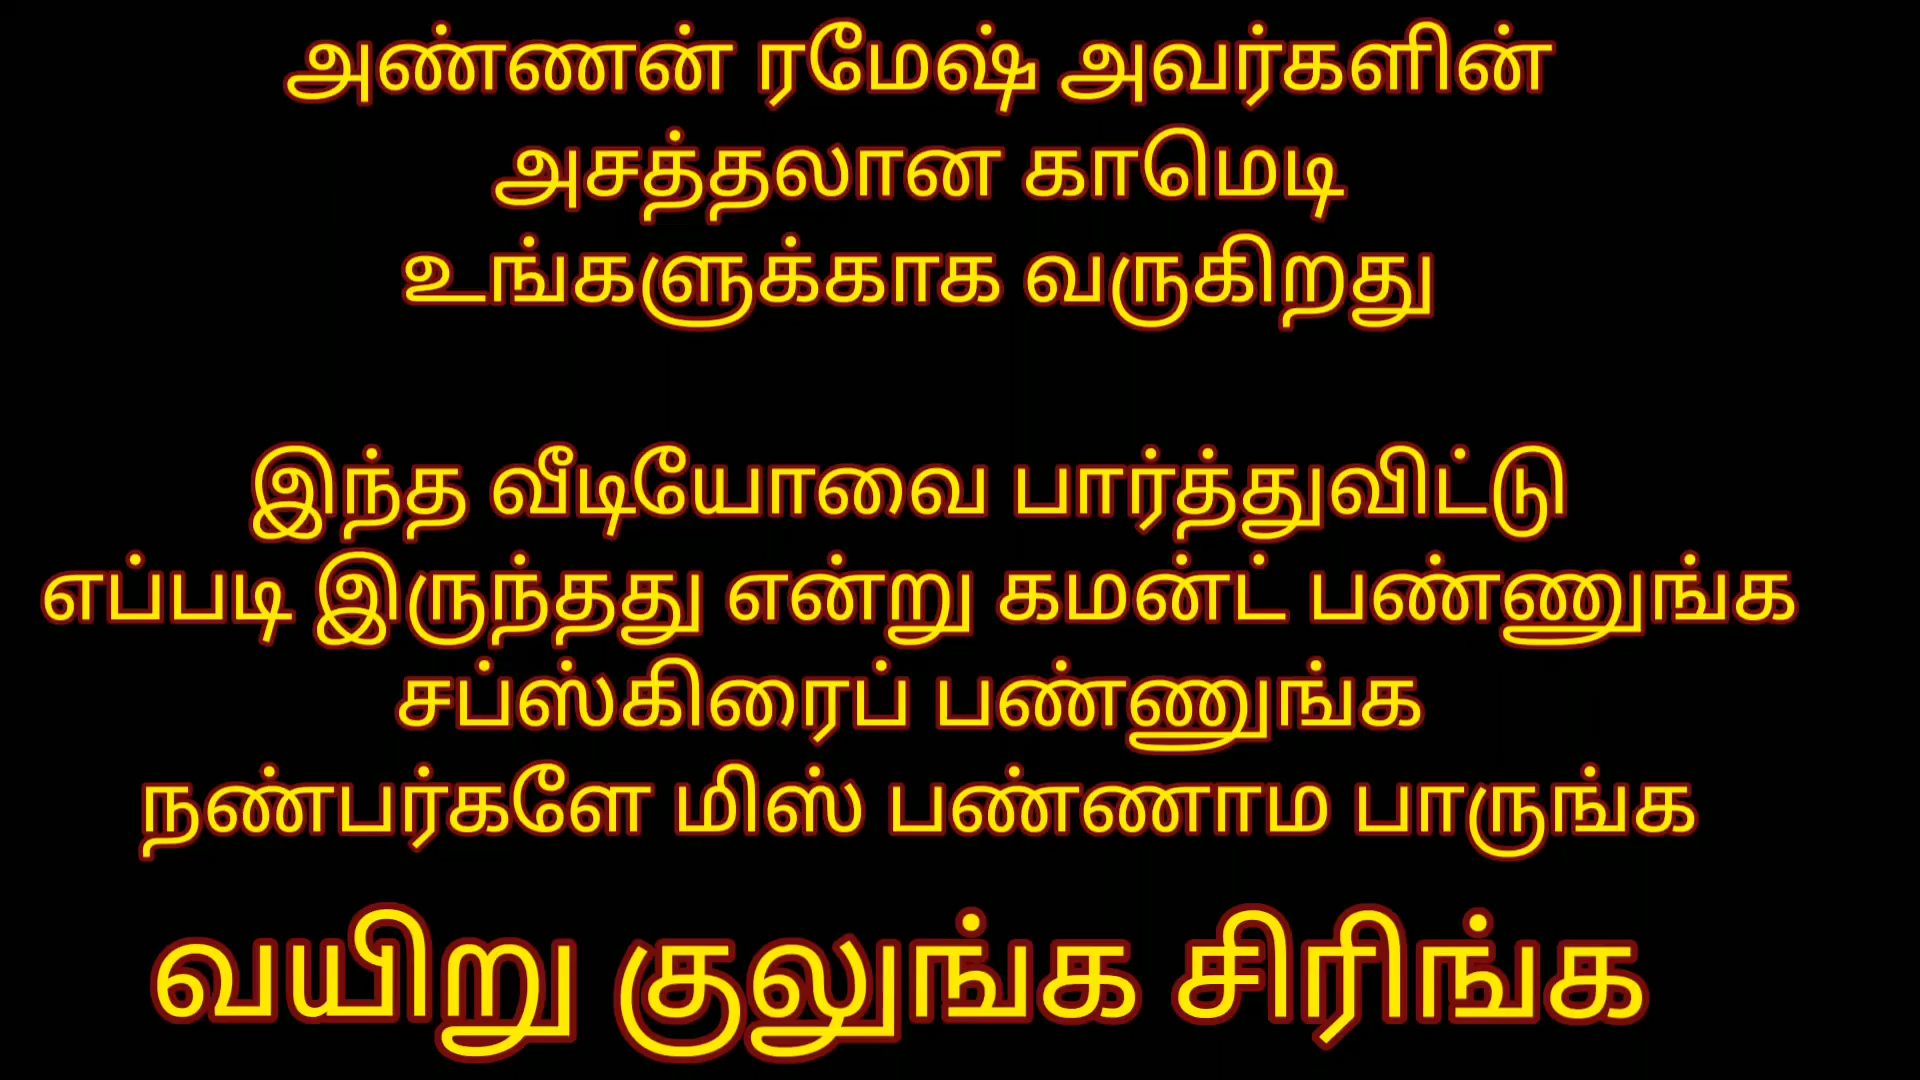 அண்ணன் ரமேஷ் அவர்களின்
அசத்தலான காமெடி
உங்களுக்காக வருகிறது
இந்த வீடியோவை பார்த்துவிட்டு
எப்படி இருந்தது என்று கமன்ட் பண்ணுங்க
சப்ஸ்கிரைப் பண்ணுங்க
நண்பர்களே மிஸ் பண்ணாம பாருங்க
வயிறு குலுங்க சிரிங்க